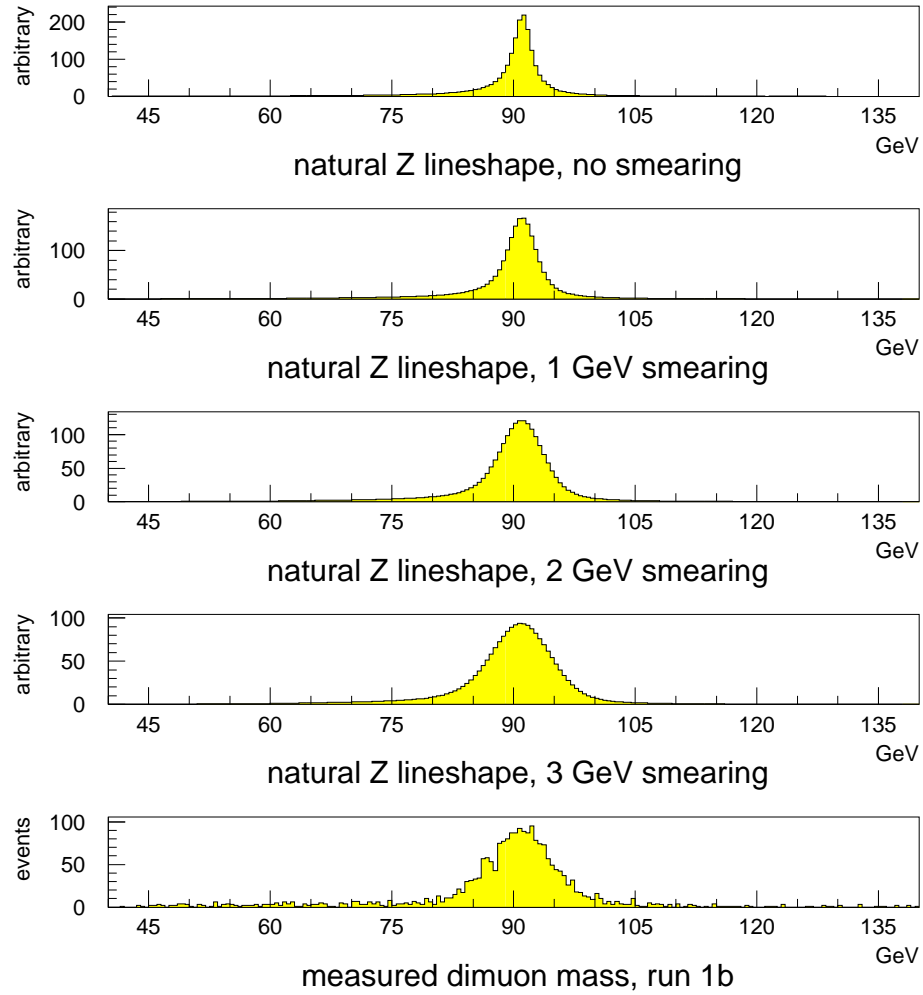 arbitrary
200
100
0
45 60 75 90 105 120 135
GeV
natural Z lineshape, no smearing
arbitrary
100
0
45 60 75 90 105 120 135
GeV
natural Z lineshape, 1 GeV smearing
arbitrary
100
50
0
45 60 75 90 105 120 135
GeV
natural Z lineshape, 2 GeV smearing
arbitrary
100
50
0
45 60 75 90 105 120 135
GeV
natural Z lineshape, 3 GeV smearing
events
100
50
0
45 60 75 90 105 120 135
GeV
measured dimuon mass, run 1b